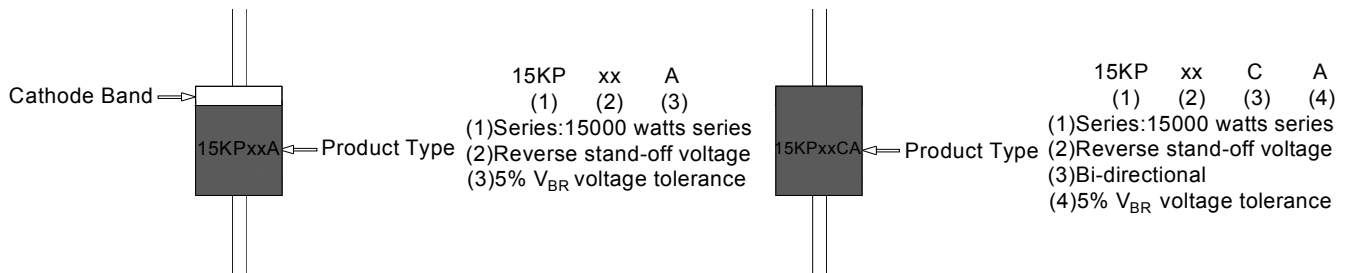 Cathode Band
15KPxxA
Product Type
15KP xx A
(1) (2) (3)
(1)Series:15000 watts series
(2)Reverse stand-off voltage
(3)5% VBR voltage tolerance
15KPxxCA
Product Type
15KP xx C A
(1) (2) (3) (4)
(1)Series:15000 watts series
(2)Reverse stand-off voltage
(3)Bi-directional
(4)5% VBR voltage tolerance